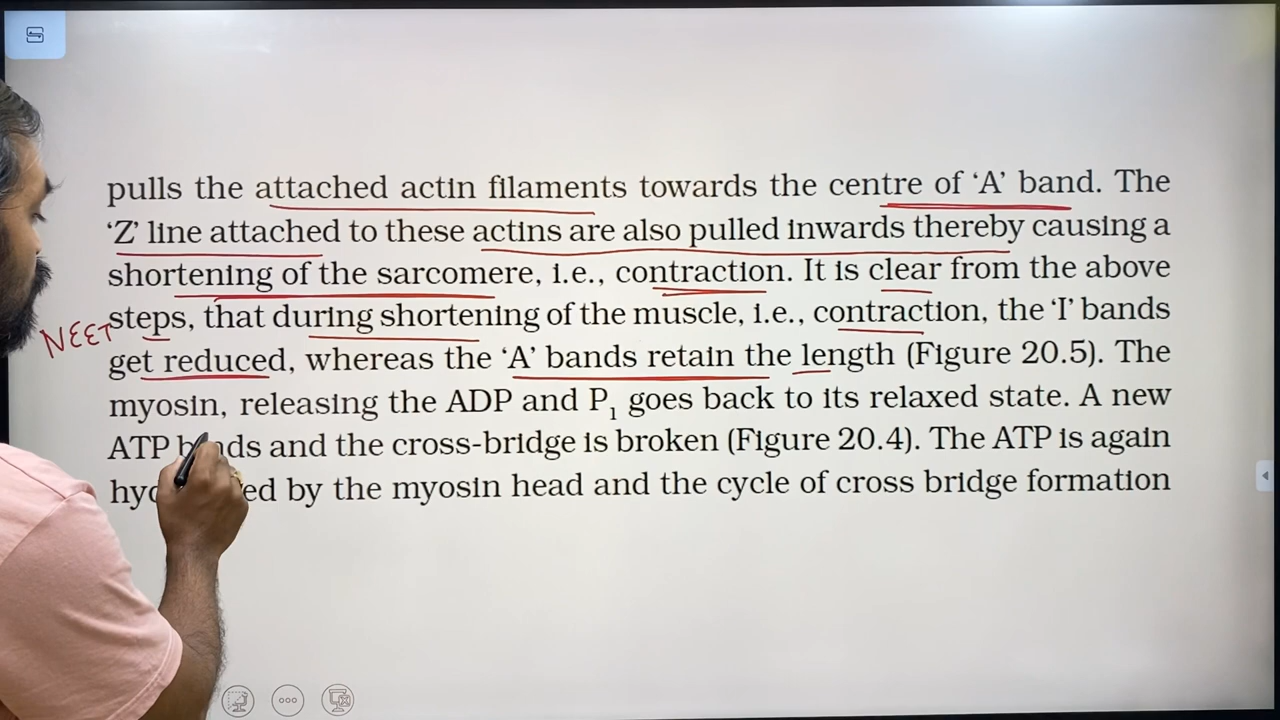 pulls the attached actin filaments towards the centre of ‘A’ band. The
‘Z’ line attached to these actins are also pulled inwards thereby causing a
shortening of the sarcomere, i.e., contraction. It is clear from the above
steps, that during shortening of the muscle, i.e., contraction, the ‘I’ bands
NEET
get reduced, whereas the ‘A’ bands retain the length (Figure 20.5). The
myosin, releasing the ADP and P1 goes back to its relaxed state. A new
ATP and the cross-bridge is broken (Figure 20.4). The ATP is again
by the myosin head and the cycle of cross bridge formation